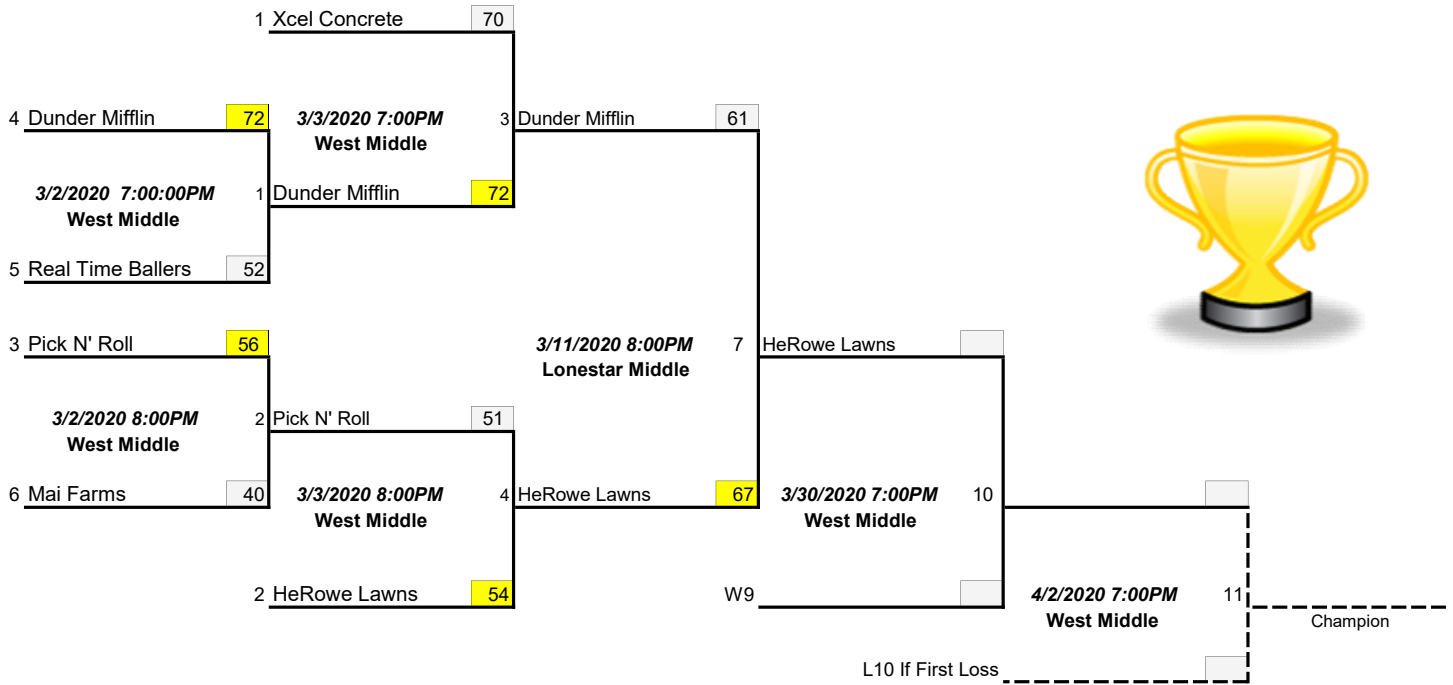 1 Xcel Concrete 70
4 Dunder Mifflin 72
3/3/2020 7:00PM
West Middle
3 Dunder Mifflin 61
3/2/2020 7:00:00PM
West Middle
1 Dunder Mifflin 72
5 Real Time Ballers 52
3 Pick N' Roll 56
3/11/2020 8:00PM
Lonestar Middle
7 HeRowe Lawns
3/2/2020 8:00PM
West Middle
2 Pick N' Roll 51
6 Mai Farms 40
3/3/2020 8:00PM
West Middle
4 HeRowe Lawns 67
3/30/2020 7:00PM
West Middle
10
2 HeRowe Lawns 54
W9
4/2/2020 7:00PM
West Middle
11
Champion
L10 If First Loss